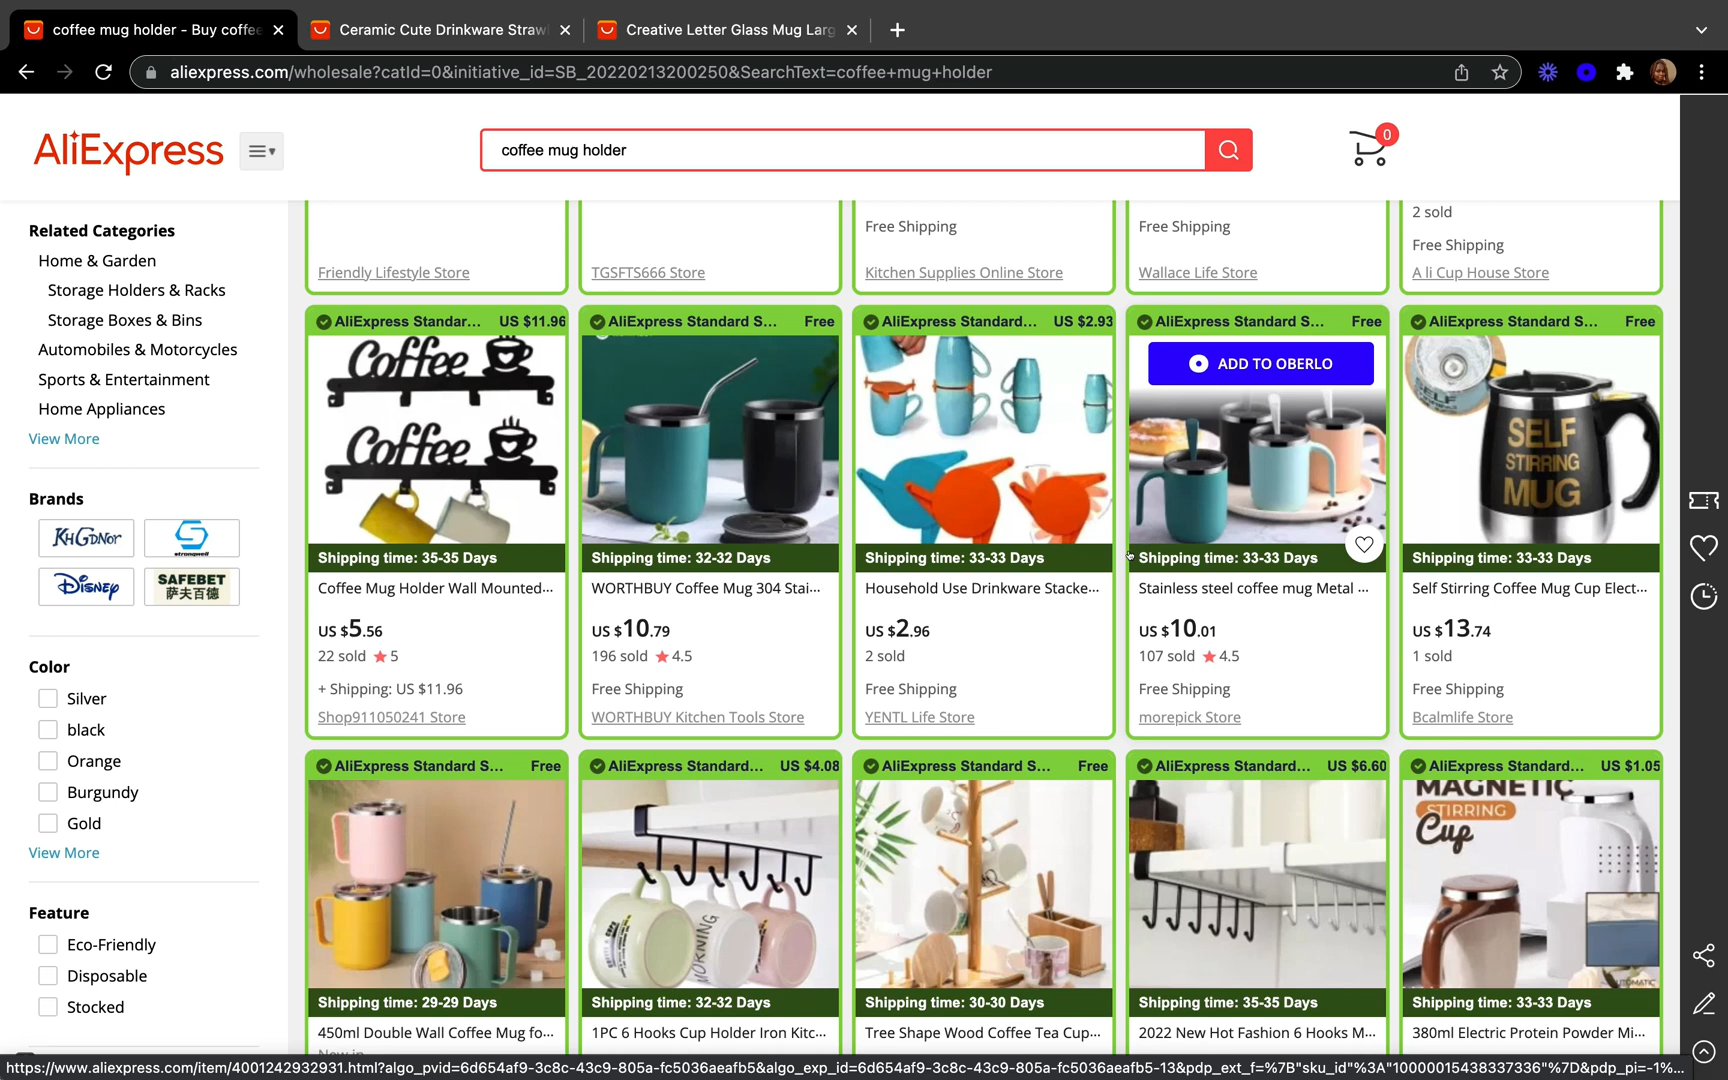 coffee mug holder - Buy coffee
Ceramic Cute Drinkware Straw
Creative Letter Glass Mug Larg
aliexpress.com/wholesale?catId=0&initiative_id=SB_20220213200250&SearchText=coffee+mug+holder
AliExpress
coffee mug holder
0
Related Categories
Home & Garden
Storage Holders & Racks
Storage Boxes & Bins
Automobiles & Motorcycles
Sports & Entertainment
Home Appliances
View More
Brands
KHGDNOR
strongwell
Disney
SAFEBET
萨夫百德
Color
Silver
black
Orange
Burgundy
Gold
View More
Feature
Eco-Friendly
Disposable
Stocked
Friendly Lifestyle Store
TGSFTS666 Store
Free Shipping
Kitchen Supplies Online Store
Free Shipping
Wallace Life Store
2 sold
Free Shipping
A li Cup House Store
AliExpress Standar... US $11.96
Coffee
Coffee
Shipping time: 35-35 Days
Coffee Mug Holder Wall Mounted...
US $5.56
22 sold 5
+ Shipping: US $11.96
Shop911050241 Store
AliExpress Standard S... Free
Shipping time: 32-32 Days
WORTHBUY Coffee Mug 304 Stai...
US $10.79
196 sold 4.5
Free Shipping
WORTHBUY Kitchen Tools Store
AliExpress Standard... US $2.93
Shipping time: 33-33 Days
Household Use Drinkware Stacke...
US $2.96
2 sold
Free Shipping
YENTL Life Store
AliExpress Standard S... Free
ADD TO OBERLO
Shipping time: 33-33 Days
Stainless steel coffee mug Metal ...
US $10.01
107 sold 4.5
Free Shipping
morepick Store
AliExpress Standard S... Free
SELF
STIRRING
MUG
Shipping time: 33-33 Days
Self Stirring Coffee Mug Cup Elect...
US $13.74
1 sold
Free Shipping
Bcalmlife Store
AliExpress Standard S... Free
Shipping time: 29-29 Days
450ml Double Wall Coffee Mug fo...
New in
AliExpress Standard... US $4.08
MORNING
Shipping time: 32-32 Days
1PC 6 Hooks Cup Holder Iron Kitc...
AliExpress Standard S... Free
Shipping time: 30-30 Days
Tree Shape Wood Coffee Tea Cup...
AliExpress Standard... US $6.60
Shipping time: 35-35 Days
2022 New Hot Fashion 6 Hooks M...
AliExpress Standard... US $1.05
MAGNETIC
STIRRING
Cup
AUTOMATIC
Shipping time: 33-33 Days
380ml Electric Protein Powder Mi...
https://www.aliexpress.com/item/4001242932931.html?algo_pvid=6d654af9-3c8c-43c9-805a-fc5036aeafb5&algo_exp_id=6d654af9-3c8c-43c9-805a-fc5036aeafb5-13&pdp_ext_f=%7B"sku_id"%3A"10000015438337336"%7D&pdp_pi=-1%...